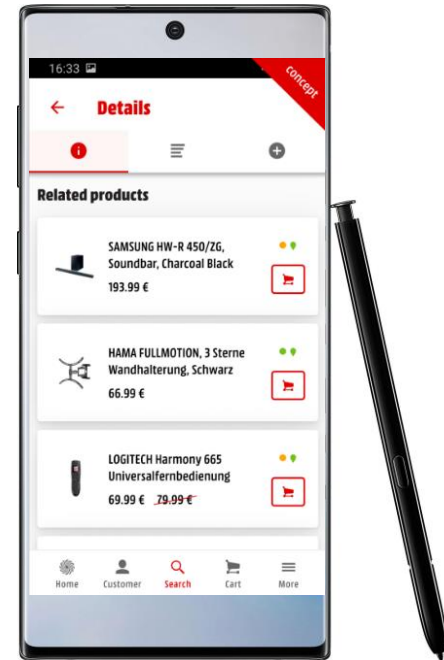 16:33
concept
Details
Related products
SAMSUNG HW-R 450/ZG,
Soundbar, Charcoal Black
193.99 €
HAMA FULLMOTION, 3 Sterne
Wandhalterung, Schwarz
66.99 €
LOGITECH Harmony 665
Universalfernbedienung
69.99 € 79.99 €
Home Customer Search Cart More